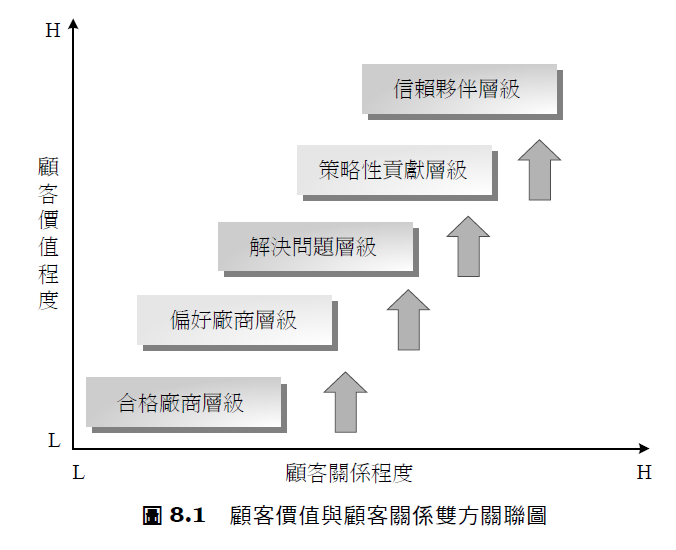 H
信賴夥伴層級
策略性貢獻層級
顧客價值程度
解決問題層級
偏好廠商層級
合格廠商層級
L
L
顧客關係程度
H
圖 8.1 顧客價值與顧客關係雙方關聯圖